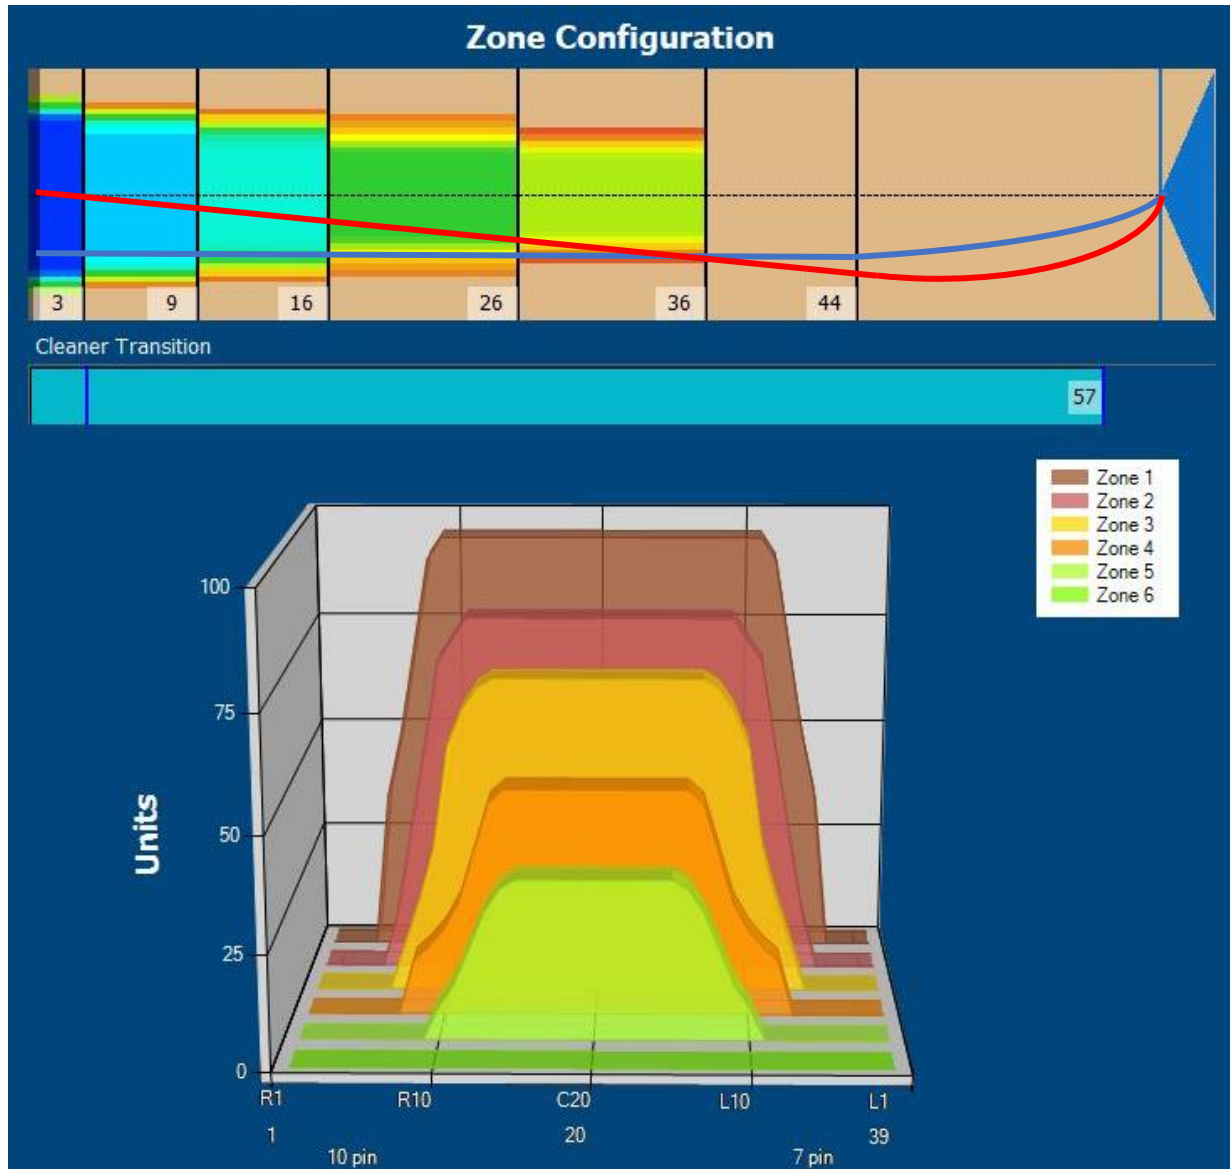 Zone Configuration
3 9 16 26 36 44
Cleaner Transition
57
Zone 1
Zone 2
Zone 3
Zone 4
Zone 5
Zone 6
100
75
50
25
0
Units
R1 R10 C20 L10 L1
1 20 39
10 pin 7 pin